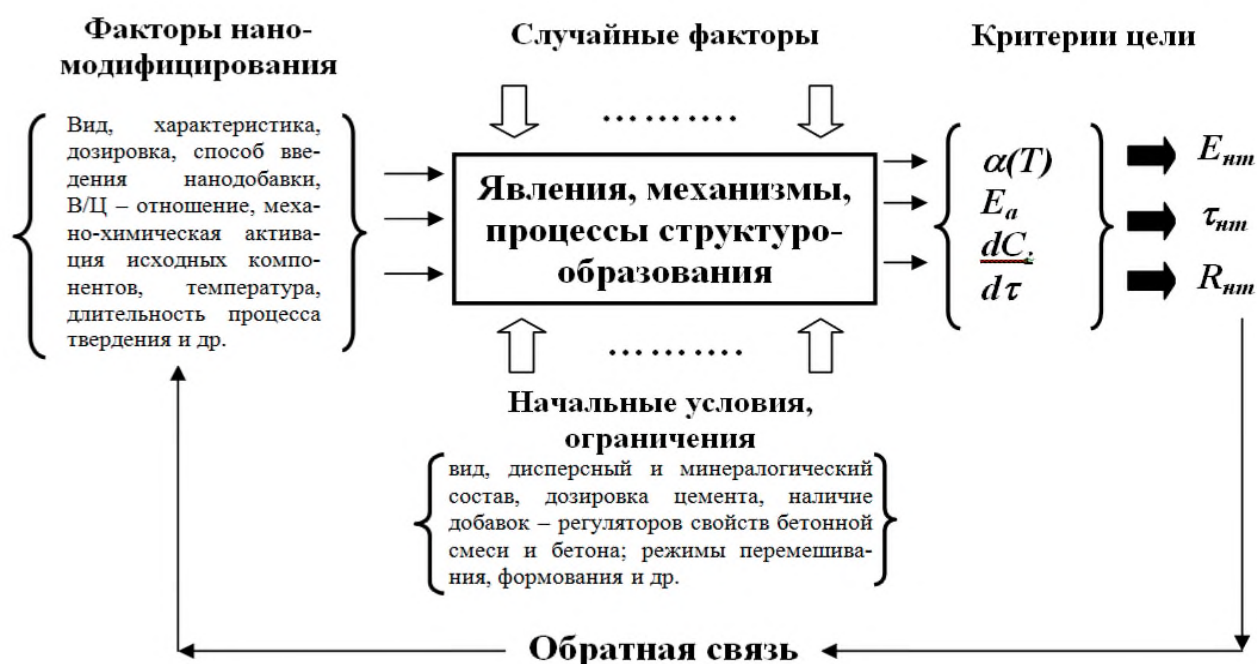 Факторы нано-
модифицирования
Вид, характеристика,
дозировка, способ вве-
дения нанодобавки,
В/Ц – отношение, меха-
но-химическая актива-
ция исходных компо-
нентов, температура,
длительность процесса
твердения и др.
Случайные факторы
……….
Явления, механизмы,
процессы структуро-
образования
……….
Начальные условия,
ограничения
вид, дисперсный и минералогический
состав, дозировка цемента, наличие
добавок – регуляторов свойств бетонной
смеси и бетона; режимы перемешива-
ния, формования и др.
Критерии цели
α(T)
Eа
dC.
dτ
Eнт
τнт
Rнт
Обратная связь